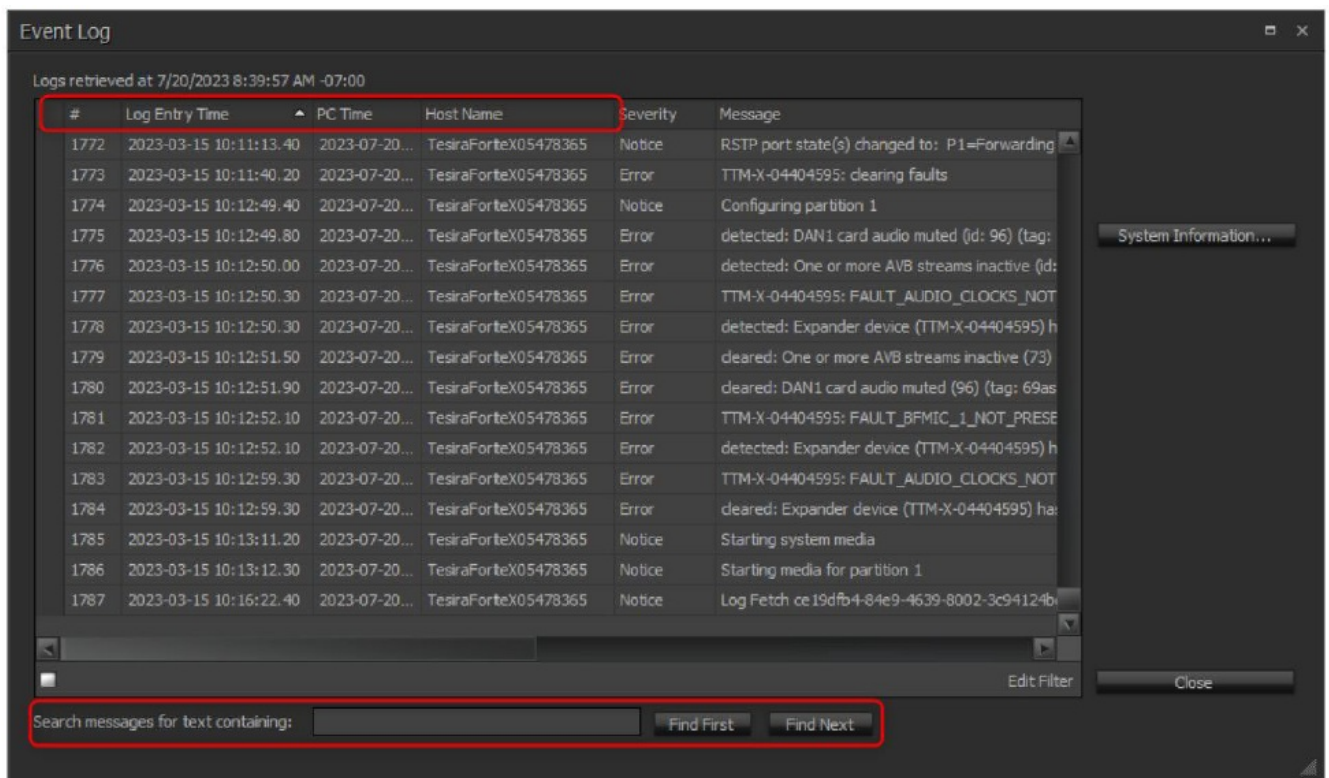 Event Log
Logs retrieved at 7/20/2023 8:39:57 AM -07:00
# Log Entry Time PC Time Host Name Severity Message
1772 2023-03-15 10:11:13.40 2023-07-20... TesiraForteX05478365 Notice RSTP port state(s) changed to: P1=Forwarding
1773 2023-03-15 10:11:40.20 2023-07-20... TesiraForteX05478365 Error TTM-X-04404595: clearing faults
1774 2023-03-15 10:12:49.40 2023-07-20... TesiraForteX05478365 Notice Configuring partition 1
1775 2023-03-15 10:12:49.80 2023-07-20... TesiraForteX05478365 Error detected: DAN1 card audio muted (id: 96) (tag:
System Information...
1776 2023-03-15 10:12:50.00 2023-07-20... TesiraForteX05478365 Error detected: One or more AVB streams inactive (id:
1777 2023-03-15 10:12:50.30 2023-07-20... TesiraForteX05478365 Error TTM-X-04404595: FAULT_AUDIO_CLOCKS_NOT
1778 2023-03-15 10:12:50.30 2023-07-20... TesiraForteX05478365 Error detected: Expander device (TTM-X-04404595) h
1779 2023-03-15 10:12:51.50 2023-07-20... TesiraForteX05478365 Error cleared: One or more AVB streams inactive (73)
1780 2023-03-15 10:12:51.90 2023-07-20... TesiraForteX05478365 Error cleared: DAN1 card audio muted (96) (tag: 69as
1781 2023-03-15 10:12:52.10 2023-07-20... TesiraForteX05478365 Error TTM-X-04404595: FAULT_BFMIC_1_NOT_PRESE
1782 2023-03-15 10:12:52.10 2023-07-20... TesiraForteX05478365 Error detected: Expander device (TTM-X-04404595) h
1783 2023-03-15 10:12:59.30 2023-07-20... TesiraForteX05478365 Error TTM-X-04404595: FAULT_AUDIO_CLOCKS_NOT
1784 2023-03-15 10:12:59.30 2023-07-20... TesiraForteX05478365 Error cleared: Expander device (TTM-X-04404595) has
1785 2023-03-15 10:13:11.20 2023-07-20... TesiraForteX05478365 Notice Starting system media
1786 2023-03-15 10:13:12.30 2023-07-20... TesiraForteX05478365 Notice Starting media for partition 1
1787 2023-03-15 10:16:22.40 2023-07-20... TesiraForteX05478365 Notice Log Fetch ce19dfb4-84e9-4639-8002-3c94124b
Edit Filter
Close
Search messages for text containing: Find First Find Next